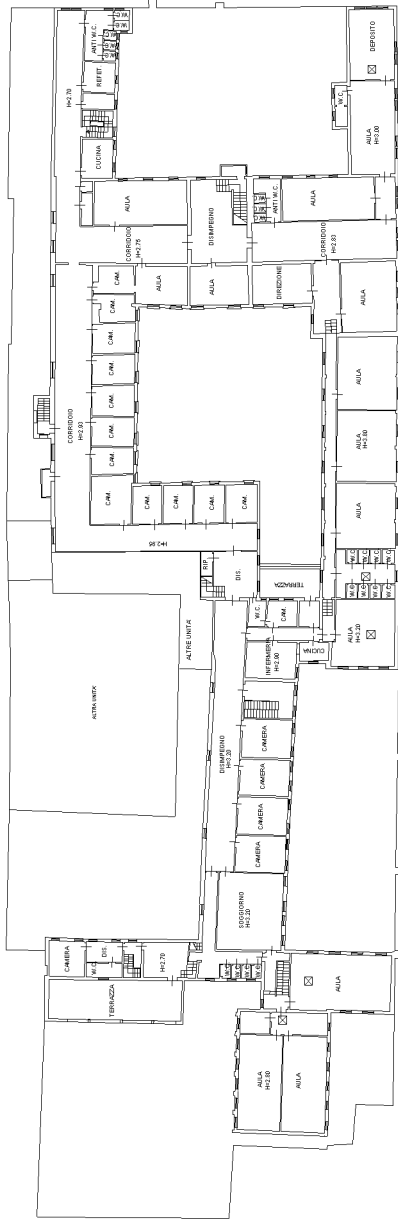 DEPOSITO
W.C.
AULA
H=3.00
W.C.
W.C.
W.C.
ANTI W.C.
W.C.
W.C.
W.C.
REFET.
H=2.70
CUCINA
AULA
CORRIDOIO
H=2.75
DISIMPEGNO
W.C.
W.C.
W.C.
ANTI W.C.
AULA
CORRIDOIO
H=2.83
CAM.
AULA
AULA
DIREZIONE
AULA
CAM.
CAM.
CAM.
CAM.
CAM.
CAM.
CORRIDOIO
H=2.93
AULA
AULA
H=3.80
AULA
CAM.
CAM.
CAM.
CAM.
CAM.
H=2.95
RIP.
DIS.
TERRAZZA
W.C.
W.C.
W.C.
W.C.
W.C.
W.C.
W.C.
W.C.
W.C.
CAM.
AULA
H=3.20
CUCINA
INFERMERIA
H=2.90
ALTRE UNITA'
ALTRA UNITA'
DISIMPEGNO
H=3.20
CAMERA
CAMERA
CAMERA
CAMERA
SOGGIORNO
H=3.20
CAMERA
DIS.
W.C.
H=2.70
TERRAZZA
W.C.
W.C.
W.C.
W.C.
AULA
AULA
H=2.80
AULA